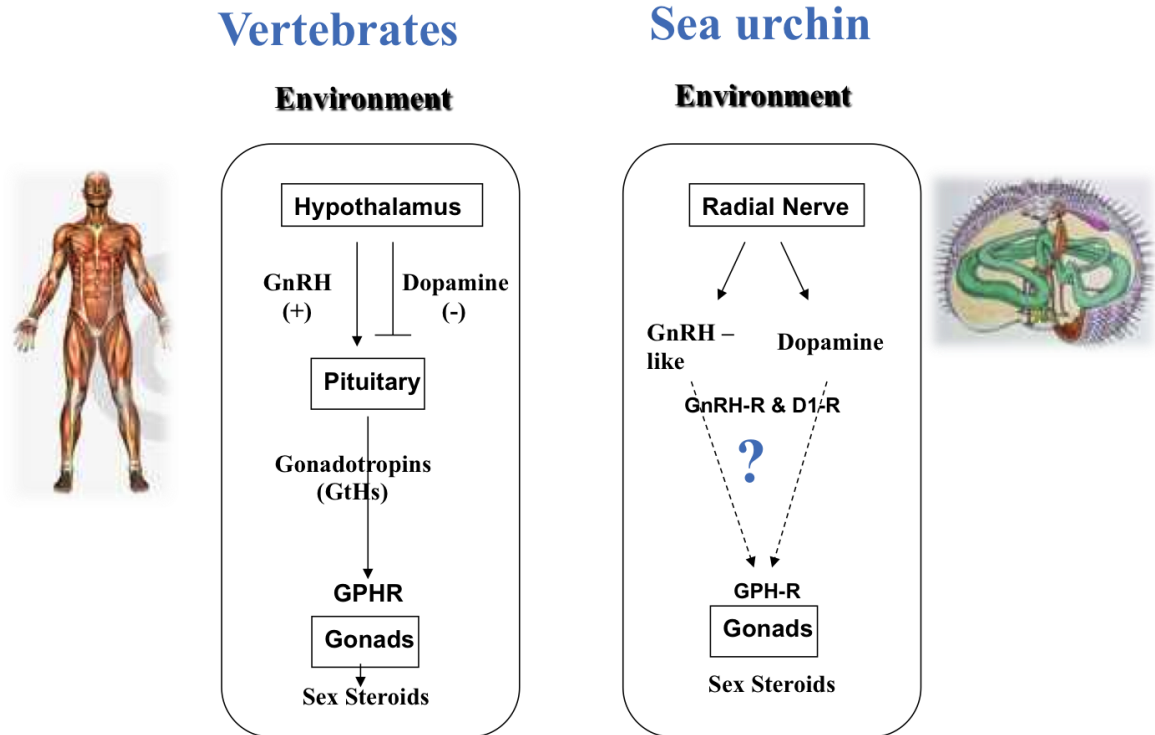 Vertebrates
Environment
Hypothalamus
GnRH
(+)
Dopamine
(-)
Pituitary
Gonadotropins
(GtHs)
GPHR
Gonads
Sex Steroids
Sea urchin
Environment
Radial Nerve
GnRH –
like
Dopamine
GnRH-R & D1-R
?
GPH-R
Gonads
Sex Steroids